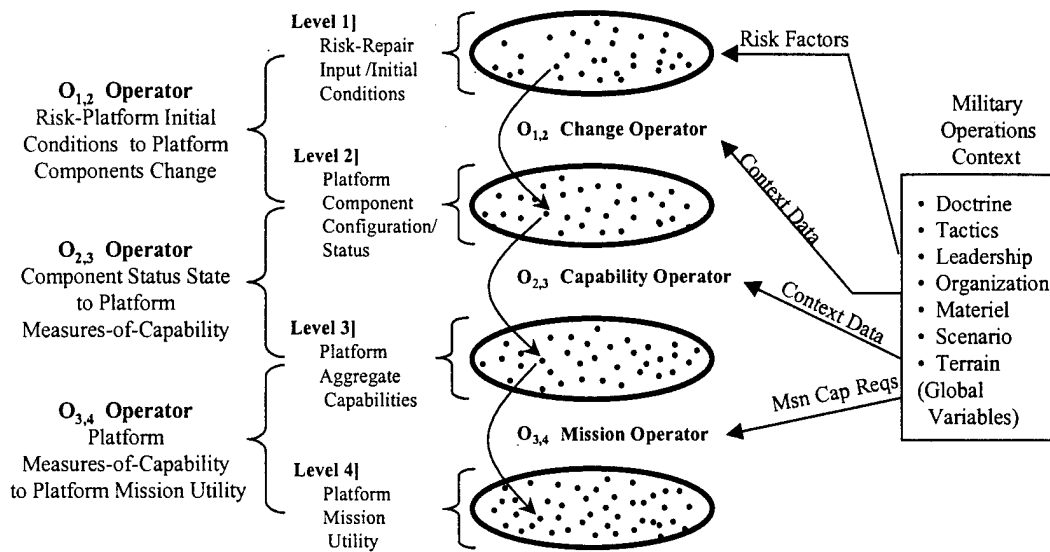 O1,2 Operator
Risk-Platform Initial
Conditions to Platform
Components Change
O2,3 Operator
Component Status State
to Platform
Measures-of-Capability
O3,4 Operator
Platform
Measures-of-Capability
to Platform Mission Utility
Level 1]
Risk-Repair
Input /Initial
Conditions
Level 2]
Platform
Component
Configuration/
Status
Level 3]
Platform
Aggregate
Capabilities
Level 4]
Platform
Mission
Utility
O1,2 Change Operator
O2,3 Capability Operator
O3,4 Mission Operator
Risk Factors
Context Data
Context Data
Msn Cap Reqs
Military
Operations
Context
• Doctrine
• Tactics
• Leadership
• Organization
• Materiel
• Scenario
• Terrain
(Global
Variables)